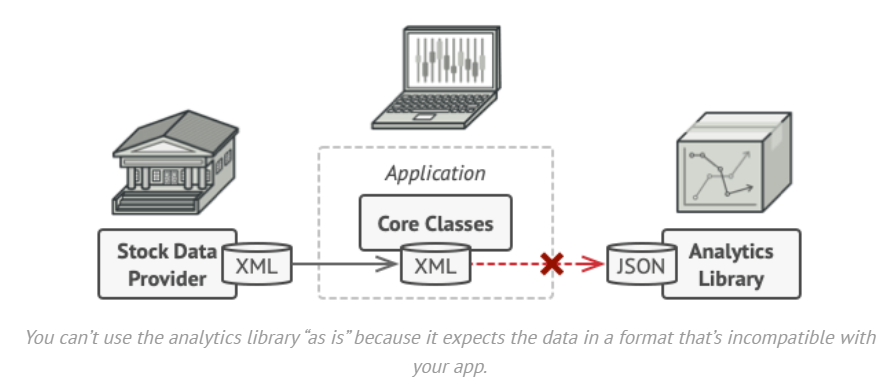 Application
Core Classes
Stock Data
Provider
XML
XML
JSON
Analytics
Library
You can't use the analytics library “as is” because it expects the data in a format that's incompatible with
your app.